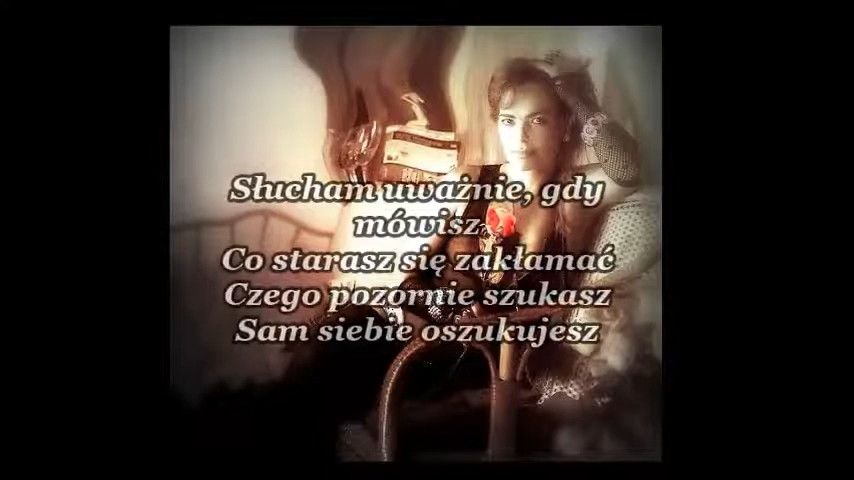 Słucham uważnie, gdy
mówisz
Co starasz się zakłamać
Czego pozornie szukasz
Sam siebie oszukujesz